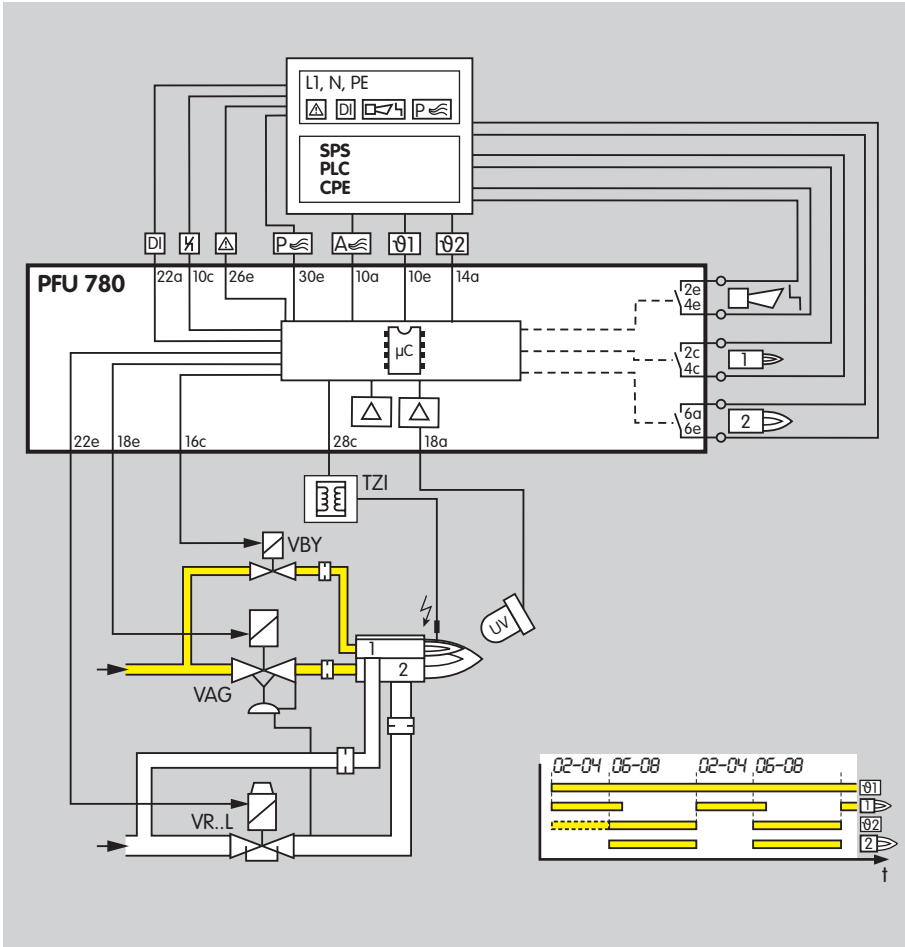 L1, N, PE
DI P
SPS
PLC
CPE
DI P A ϑ1 ϑ2
PFU 780
22a 10c 26e 30e 10a 10e 14a
2e
4e
µC
2c
4c
1
6a
6e
2
22e 18e 16c 28c 18a
TZI
VBY
UV
1
2
VAG
VR..L
02-04 06-08 02-04 06-08
ϑ1
1
ϑ2
2
t